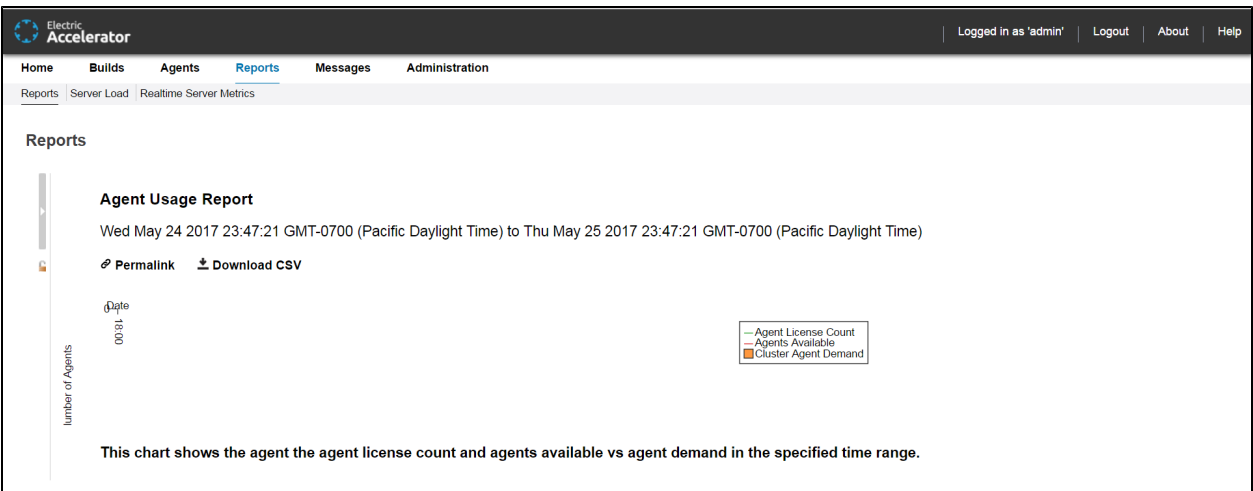 Electric
Accelerator
Logged in as 'admin' Logout About Help
Home Builds Agents Reports Messages Administration
Reports Server Load Realtime Server Metrics
Reports
Agent Usage Report
Wed May 24 2017 23:47:21 GMT-0700 (Pacific Daylight Time) to Thu May 25 2017 23:47:21 GMT-0700 (Pacific Daylight Time)
Permalink Download CSV
Date
0
18:00
Agent License Count
Agents Available
Cluster Agent Demand
lumber of Agents
This chart shows the agent the agent license count and agents available vs agent demand in the specified time range.